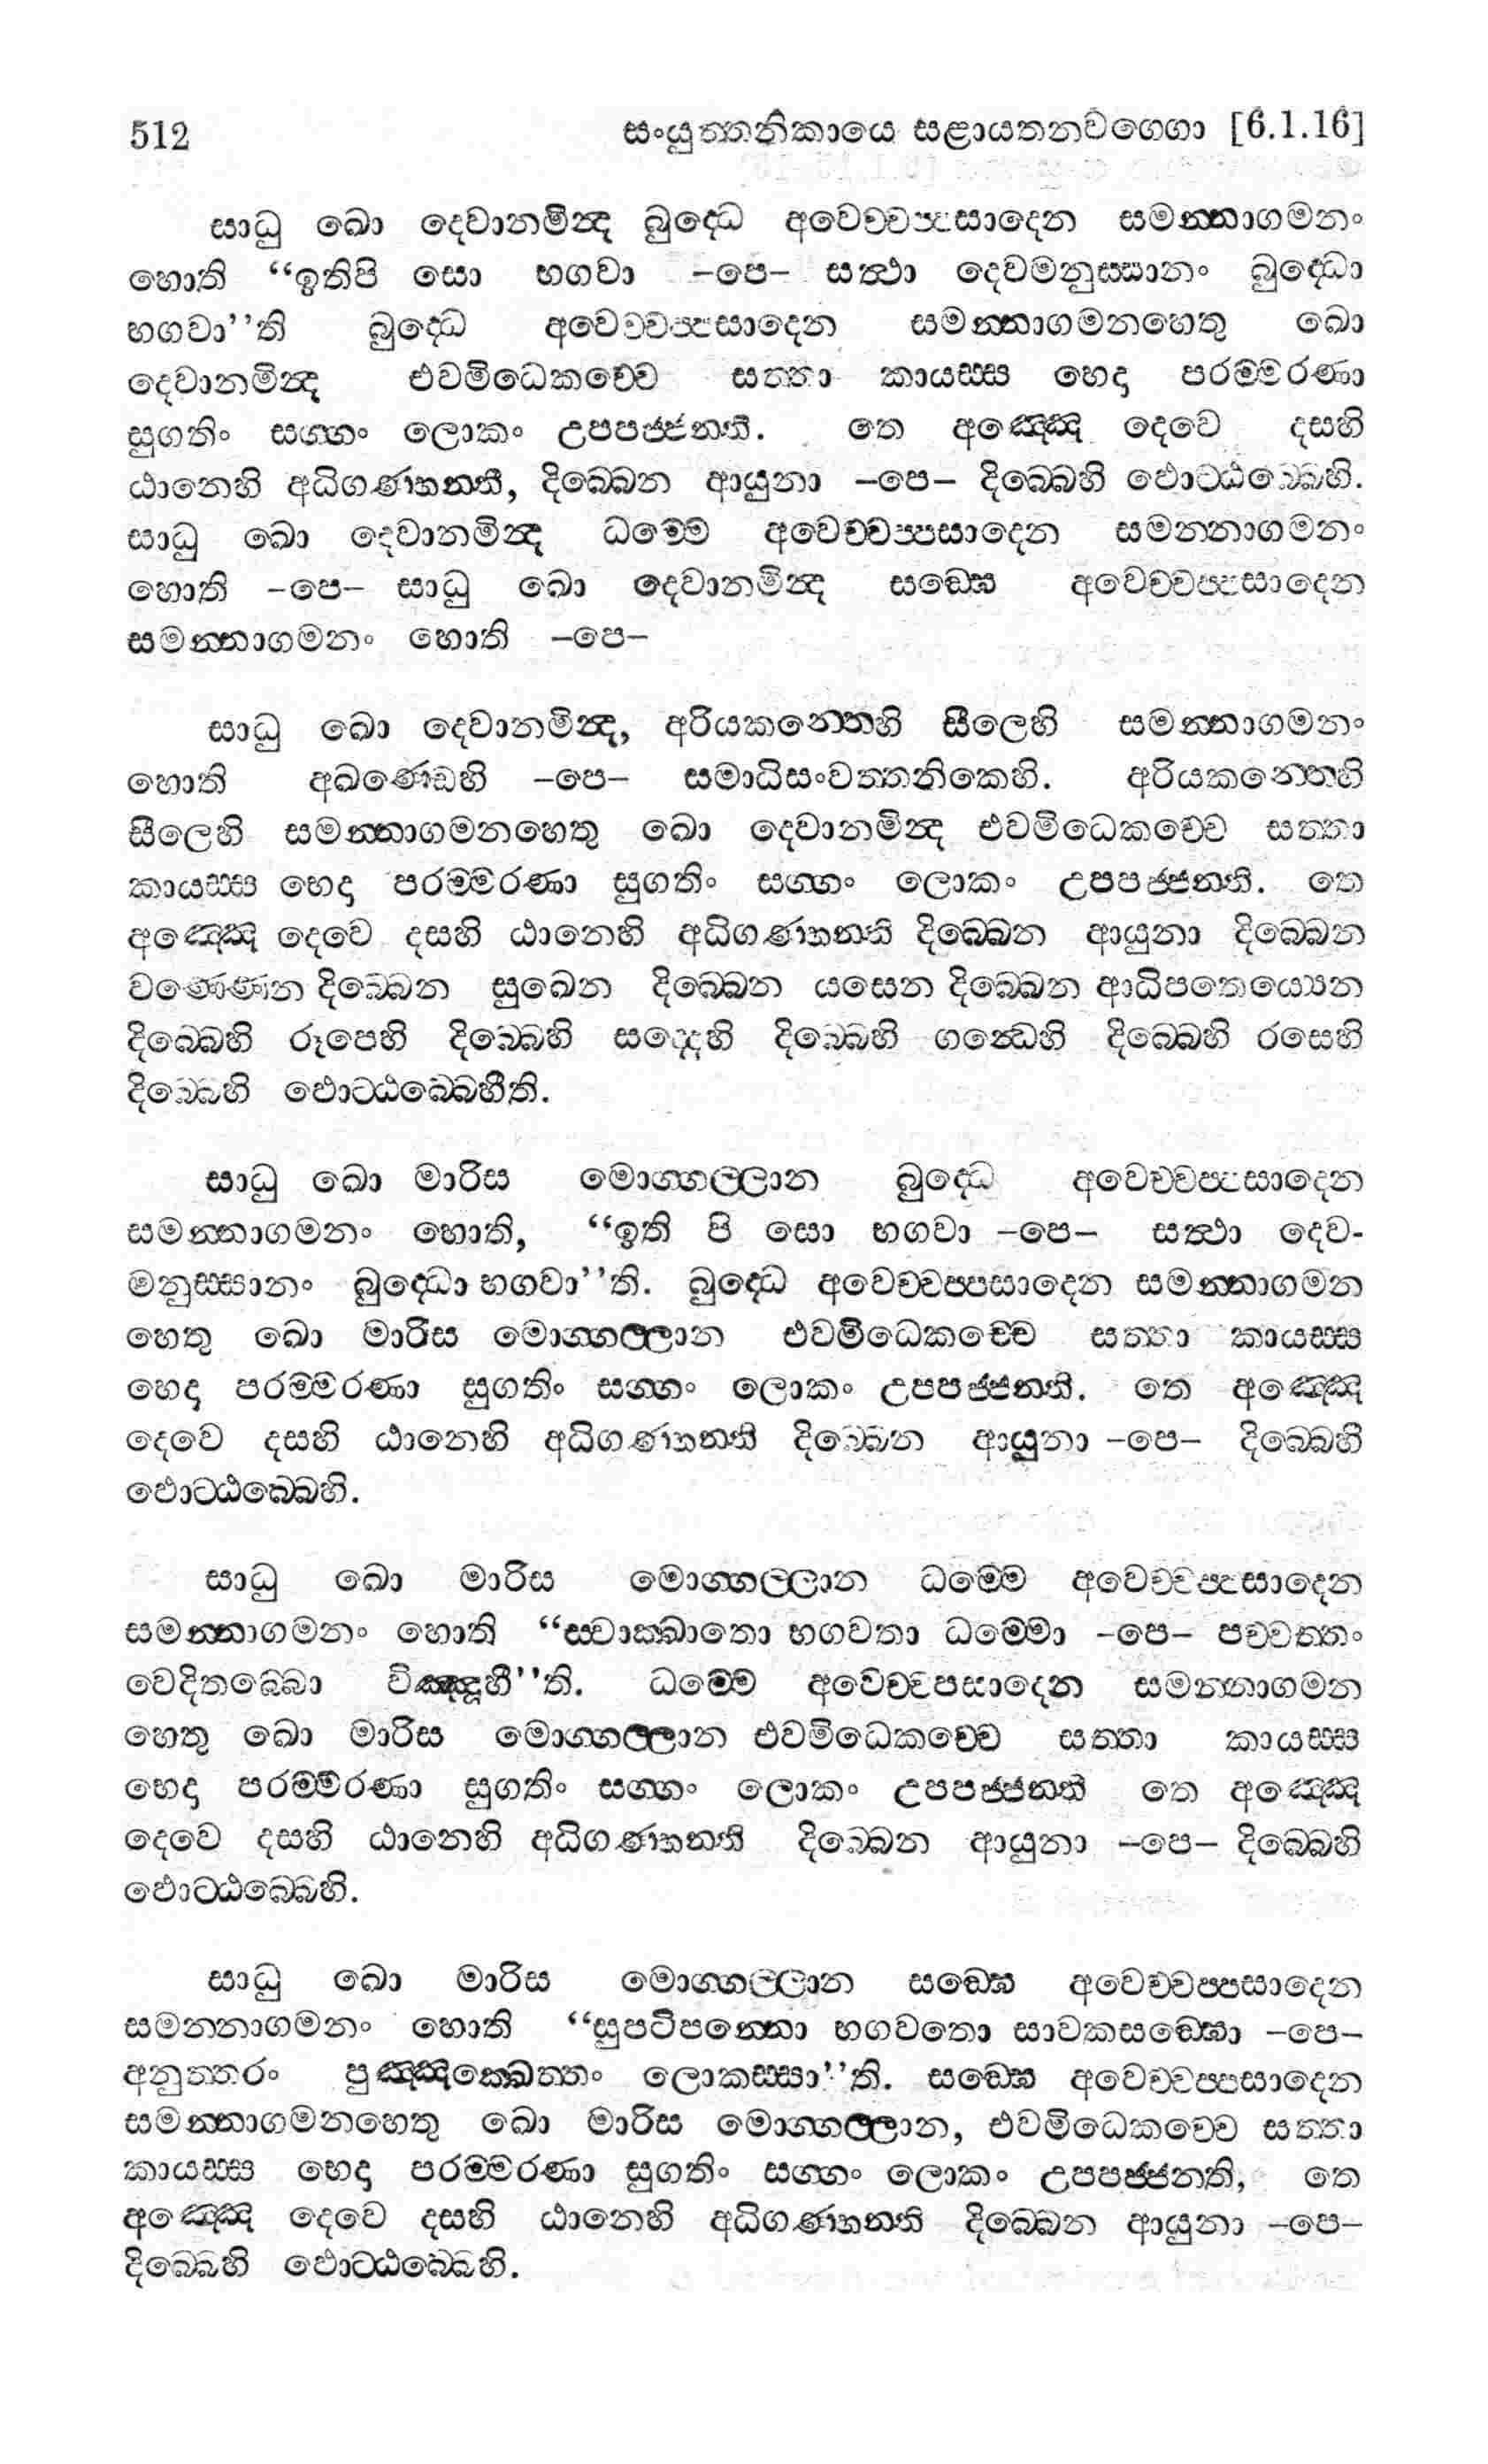 512 සංයුත්තනිකායෙ සළායතනවග්ගො [6.1.16]
සාධු ඛො දෙවානමින්ද බුද්ධෙ අවෙච්චප්පසාදෙන සමන්නාගමනං
හොති “ඉතිපි සො භගවා –පෙ– සත්ථා දෙවමනුස්සානං බුද්ධො
භගවා’’ති බුද්ධෙ අවෙච්චප්පසාදෙන සමන්නාගමනහෙතු ඛො
දෙවානමින්ද එවමිධෙකච්චෙ සත්තා කායස්ස භෙදා පරම්මරණා
සුගතිං සග්ගං ලොකං උපපජ්ජන්ති. තෙ අඤ්ඤෙ දෙවෙ දසහි
ඨානෙහි අධිගණ්හන්ති, දිබ්බෙන ආයුනා –පෙ– දිබ්බෙහි ඵොට්ඨබ්බෙහි.
සාධු ඛො දෙවානමින්ද ධම්මෙ අවෙච්චප්පසාදෙන සමන්නාගමනං
හොති –පෙ– සාධු ඛො දෙවානමින්ද සඞ්ඝෙ අවෙච්චප්පසාදෙන
සමන්නාගමනං හොති –පෙ–
සාධු ඛො දෙවානමින්ද, අරියකන්තෙහි සීලෙහි සමන්නාගමනං
හොති අඛණ්ඩෙහි –පෙ– සමාධිසංවත්තනිකෙහි. අරියකන්තෙහි
සීලෙහි සමන්නාගමනහෙතු ඛො දෙවානමින්ද එවමිධෙකච්චෙ සත්තා
කායස්ස භෙදා පරම්මරණා සුගතිං සග්ගං ලොකං උපපජ්ජන්ති. තෙ
අඤ්ඤෙ දෙවෙ දසහි ඨානෙහි අධිගණ්හන්ති දිබ්බෙන ආයුනා දිබ්බෙන
වණ්ණෙන දිබ්බෙන සුඛෙන දිබ්බෙන යසෙන දිබ්බෙන ආධිපතෙය්‍යෙන
දිබ්බෙහි රූපෙහි දිබ්බෙහි සද්දෙහි දිබ්බෙහි ගන්ධෙහි දිබ්බෙහි රසෙහි
දිබ්බෙහි ඵොට්ඨබ්බෙහීති.
සාධු ඛො මාරිස මොග්ගල්ලාන බුද්ධෙ අවෙච්චප්පසාදෙන
සමන්නාගමනං හොති, “ඉති පි සො භගවා –පෙ– සත්ථා දෙව-
මනුස්සානං බුද්ධො භගවා’’ති. බුද්ධෙ අවෙච්චප්පසාදෙන සමන්නාගමන
හෙතු ඛො මාරිස මොග්ගල්ලාන එවමිධෙකච්චෙ සත්තා කායස්ස
භෙදා පරම්මරණා සුගතිං සග්ගං ලොකං උපපජ්ජන්ති. තෙ අඤ්ඤෙ
දෙවෙ දසහි ඨානෙහි අධිගණ්හන්ති දිබ්බෙන ආයුනා –පෙ– දිබ්බෙහි
ඵොට්ඨබ්බෙහි.
සාධු ඛො මාරිස මොග්ගල්ලාන ධම්මෙ අවෙච්චප්පසාදෙන
සමන්නාගමනං හොති “ස්වාක්ඛාතො භගවතා ධම්මො –පෙ– පච්චත්තං
වෙදිතබ්බො විඤ්ඤූහී’’ති. ධම්මෙ අවෙච්චපසාදෙන සමන්නාගමන
හෙතු ඛො මාරිස මොග්ගල්ලාන එවමිධෙකච්චෙ සත්තා කායස්ස
භෙදා පරම්මරණා සුගතිං සග්ගං ලොකං උපපජ්ජන්ති තෙ අඤ්ඤෙ
දෙවෙ දසහි ඨානෙහි අධිගණ්හන්ති දිබ්බෙන ආයුනා –පෙ– දිබ්බෙහි
ඵොට්ඨබ්බෙහි.
සාධු ඛො මාරිස මොග්ගල්ලාන සඞ්ඝෙ අවෙච්චප්පසාදෙන
සමන්නාගමනං හොති “සුපටිපන්නො භගවතො සාවකසඞ්ඝො –පෙ–
අනුත්තරං පුඤ්ඤක්ඛෙත්තං ලොකස්සා’’ති. සඞ්ඝෙ අවෙච්චප්පසාදෙන
සමන්නාගමනහෙතු ඛො මාරිස මොග්ගල්ලාන, එවමිධෙකච්චෙ සත්තා
කායස්ස භෙදා පරම්මරණා සුගතිං සග්ගං ලොකං උපපජ්ජන්ති, තෙ
අඤ්ඤෙ දෙවෙ දසහි ඨානෙහි අධිගණ්හන්ති දිබ්බෙන ආයුනා –පෙ–
දිබ්බෙහි ඵොට්ඨබ්බෙහි.